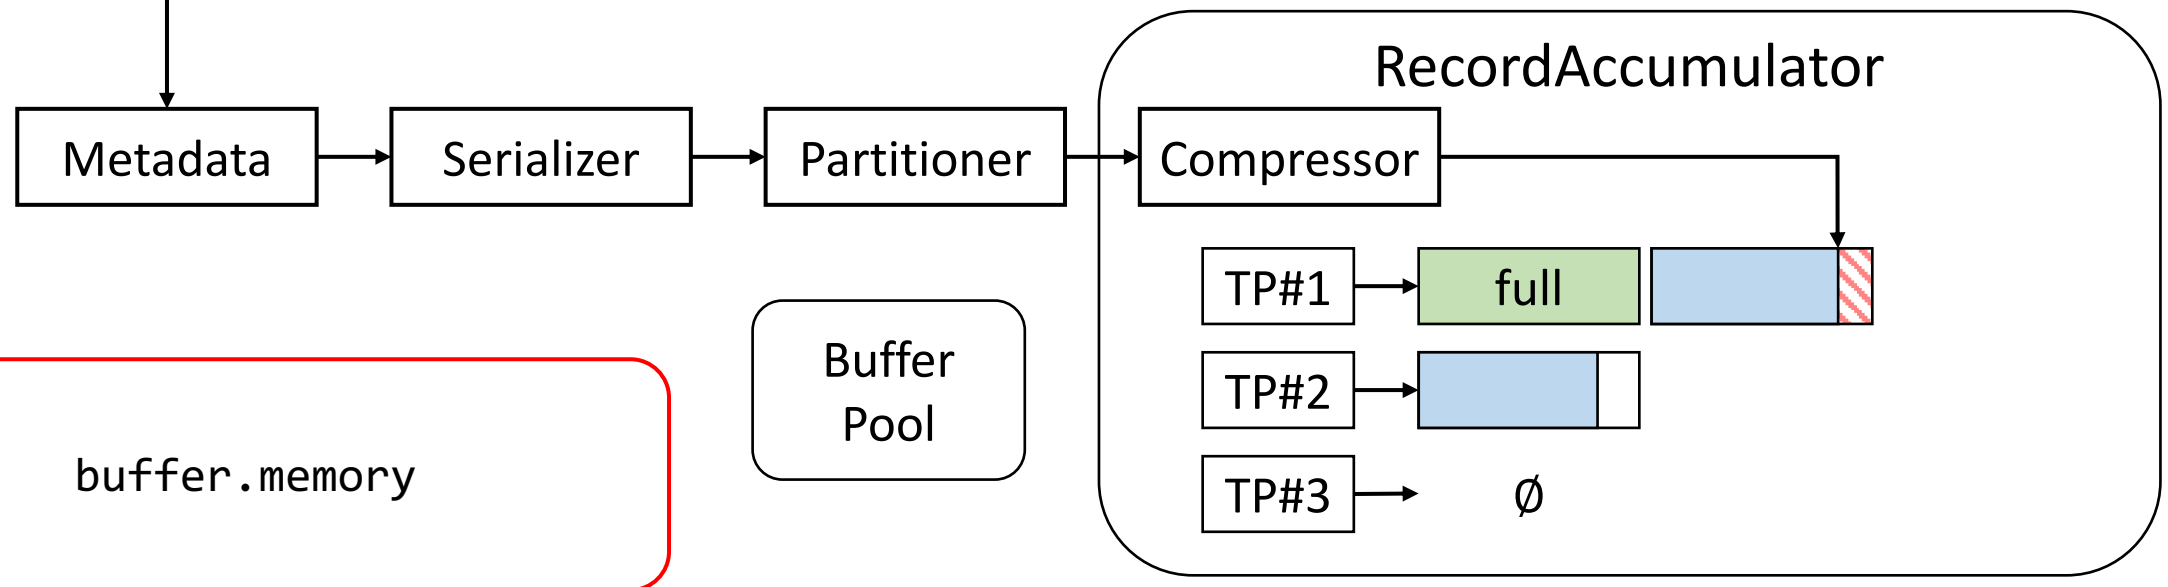 RecordAccumulator
Metadata
Serializer
Partitioner
Compressor
TP#1
full
Buffer
Pool
TP#2
buffer.memory
TP#3
∅